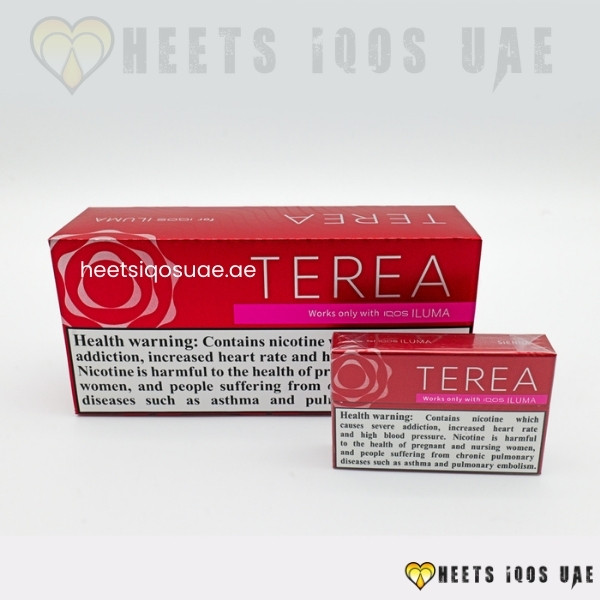 HEETS iQOS UAE
for IQOS ILUMA
TEREA
heetsiqosuae.ae
TEREA
Works only with IQOS ILUMA
Health warning: Contains nicotine
addiction, increased heart rate and
Nicotine is harmful to the health of
women, and people suffering from
diseases such as asthma and
IQOS ILUMA
SIENNA
TEREA
Works only with IQOS ILUMA
Health warning: Contains nicotine which
causes severe addiction, increased heart rate
and high blood pressure. Nicotine is harmful
to the health of pregnant and nursing women,
and people suffering from chronic pulmonary
diseases such as asthma and pulmonary embolism.
HEETS iQOS UAE